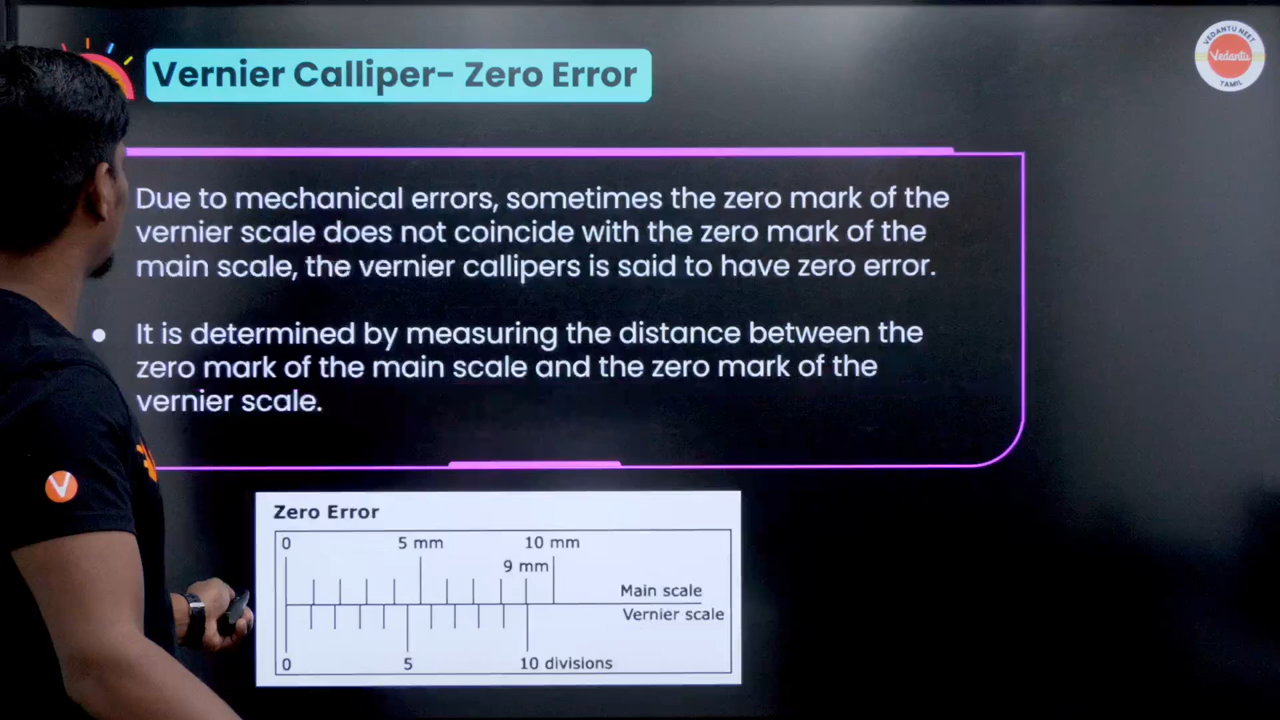 Vernier Calliper- Zero Error
VEDANTU NEET
Vedantu
TAMIL
Due to mechanical errors, sometimes the zero mark of the
vernier scale does not coincide with the zero mark of the
main scale, the vernier callipers is said to have zero error.
● It is determined by measuring the distance between the
zero mark of the main scale and the zero mark of the
vernier scale.
V
Zero Error
0 5 mm 10 mm
9 mm
Main scale
Vernier scale
0 5 10 divisions